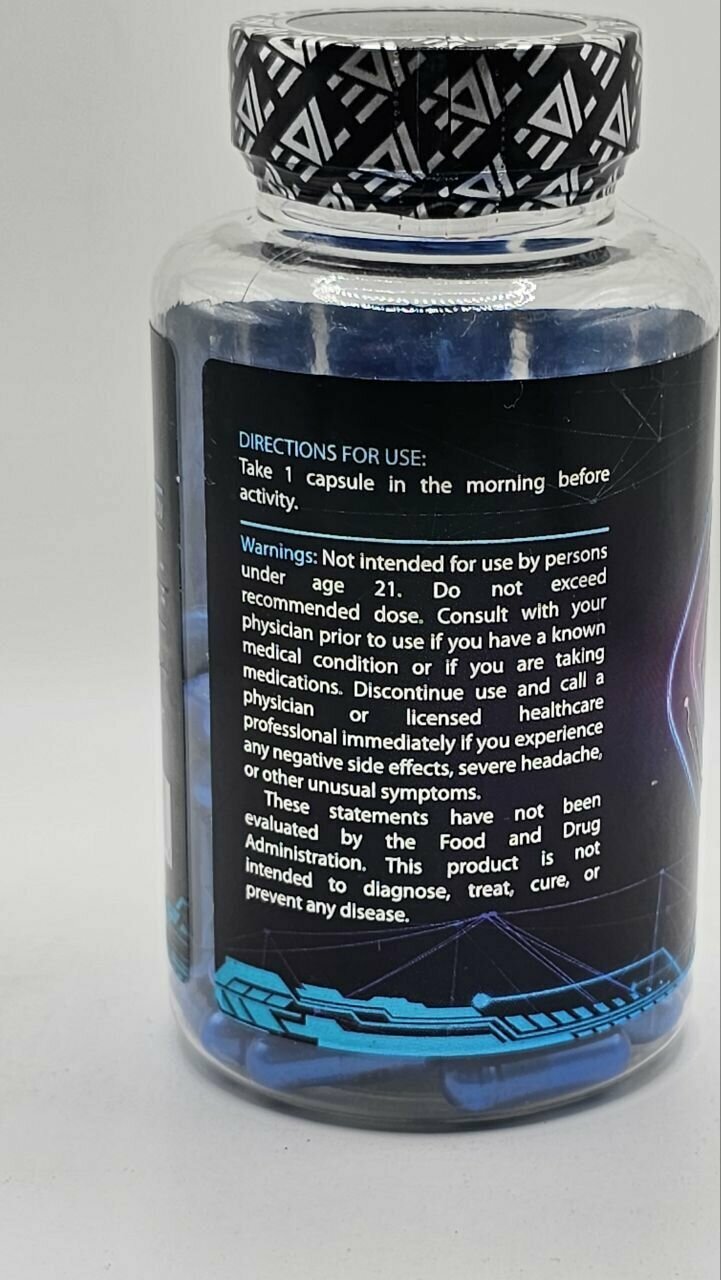 DIRECTIONS FOR USE:
Take 1 capsule in the morning before
activity.
Warnings: Not intended for use by persons
under age 21. Do not exceed
recommended dose. Consult with your
physician prior to use if you have a known
medical condition or if you are taking
medications. Discontinue use and call a
physician or licensed healthcare
professional immediately if you experience
any negative side effects, severe headache,
or other unusual symptoms.
These statements have not been
evaluated by the Food and Drug
Administration. This product is not
intended to diagnose, treat, cure, or
prevent any disease.